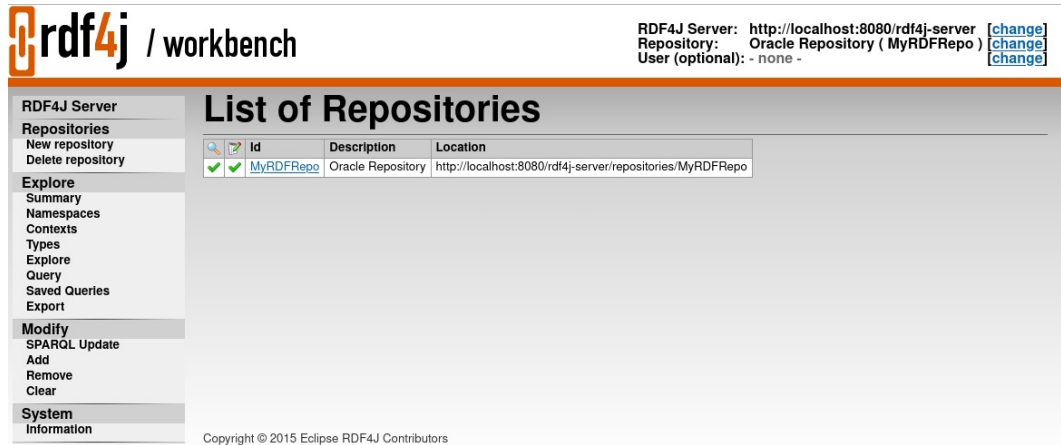 rdf4j / workbench
RDF4J Server: http://localhost:8080/rdf4j-server [change]
Repository: Oracle Repository ( MyRDFRepo ) [change]
User (optional): - none - [change]
RDF4J Server
Repositories
New repository
Delete repository
Explore
Summary
Namespaces
Contexts
Types
Explore
Query
Saved Queries
Export
Modify
SPARQL Update
Add
Remove
Clear
System
Information
List of Repositories
Id Description Location
MyRDFRepo Oracle Repository http://localhost:8080/rdf4j-server/repositories/MyRDFRepo
Copyright © 2015 Eclipse RDF4J Contributors